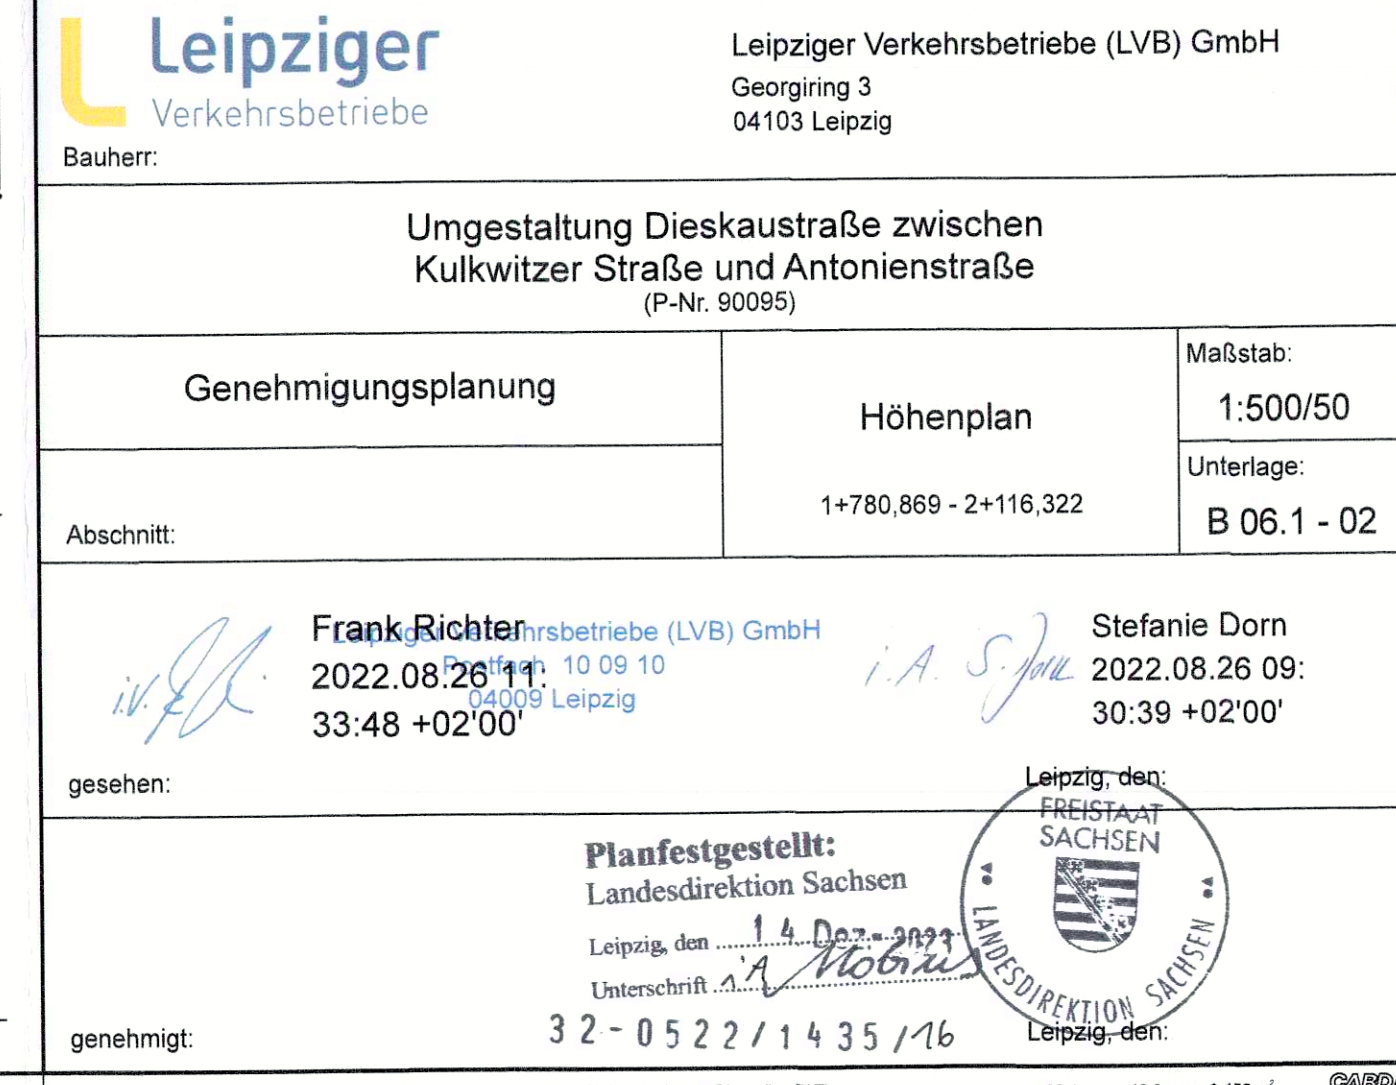 Leipziger
Verkehrsbetriebe
Bauherr:
Leipziger Verkehrsbetriebe (LVB) GmbH
Georgiring 3
04103 Leipzig
Umgestaltung Dieskaustraße zwischen
Kulkwitzer Straße und Antonienstraße
(P-Nr. 90095)
Genehmigungsplanung
Abschnitt:
Höhenplan
1+780,869 - 2+116,322
Maßstab:
1:500/50
Unterlage:
B 06.1 - 02
i.V.
Frank Richter
2022.08.26 11:
33:48 +02'00'
Leipziger Verkehrsbetriebe (LVB) GmbH
Postfach 10 09 10
04009 Leipzig
i. A. S. Dorn
Stefanie Dorn
2022.08.26 09:
30:39 +02'00'
gesehen:
Leipzig, den:
Planfestgestellt:
Landesdirektion Sachsen
Leipzig, den 14. Dez. 2023
Unterschrift i.A. Möbius
32-0522/1435/16
FREISTAAT
SACHSEN
LANDESDIREKTION SACHSEN
genehmigt:
Leipzig, den: